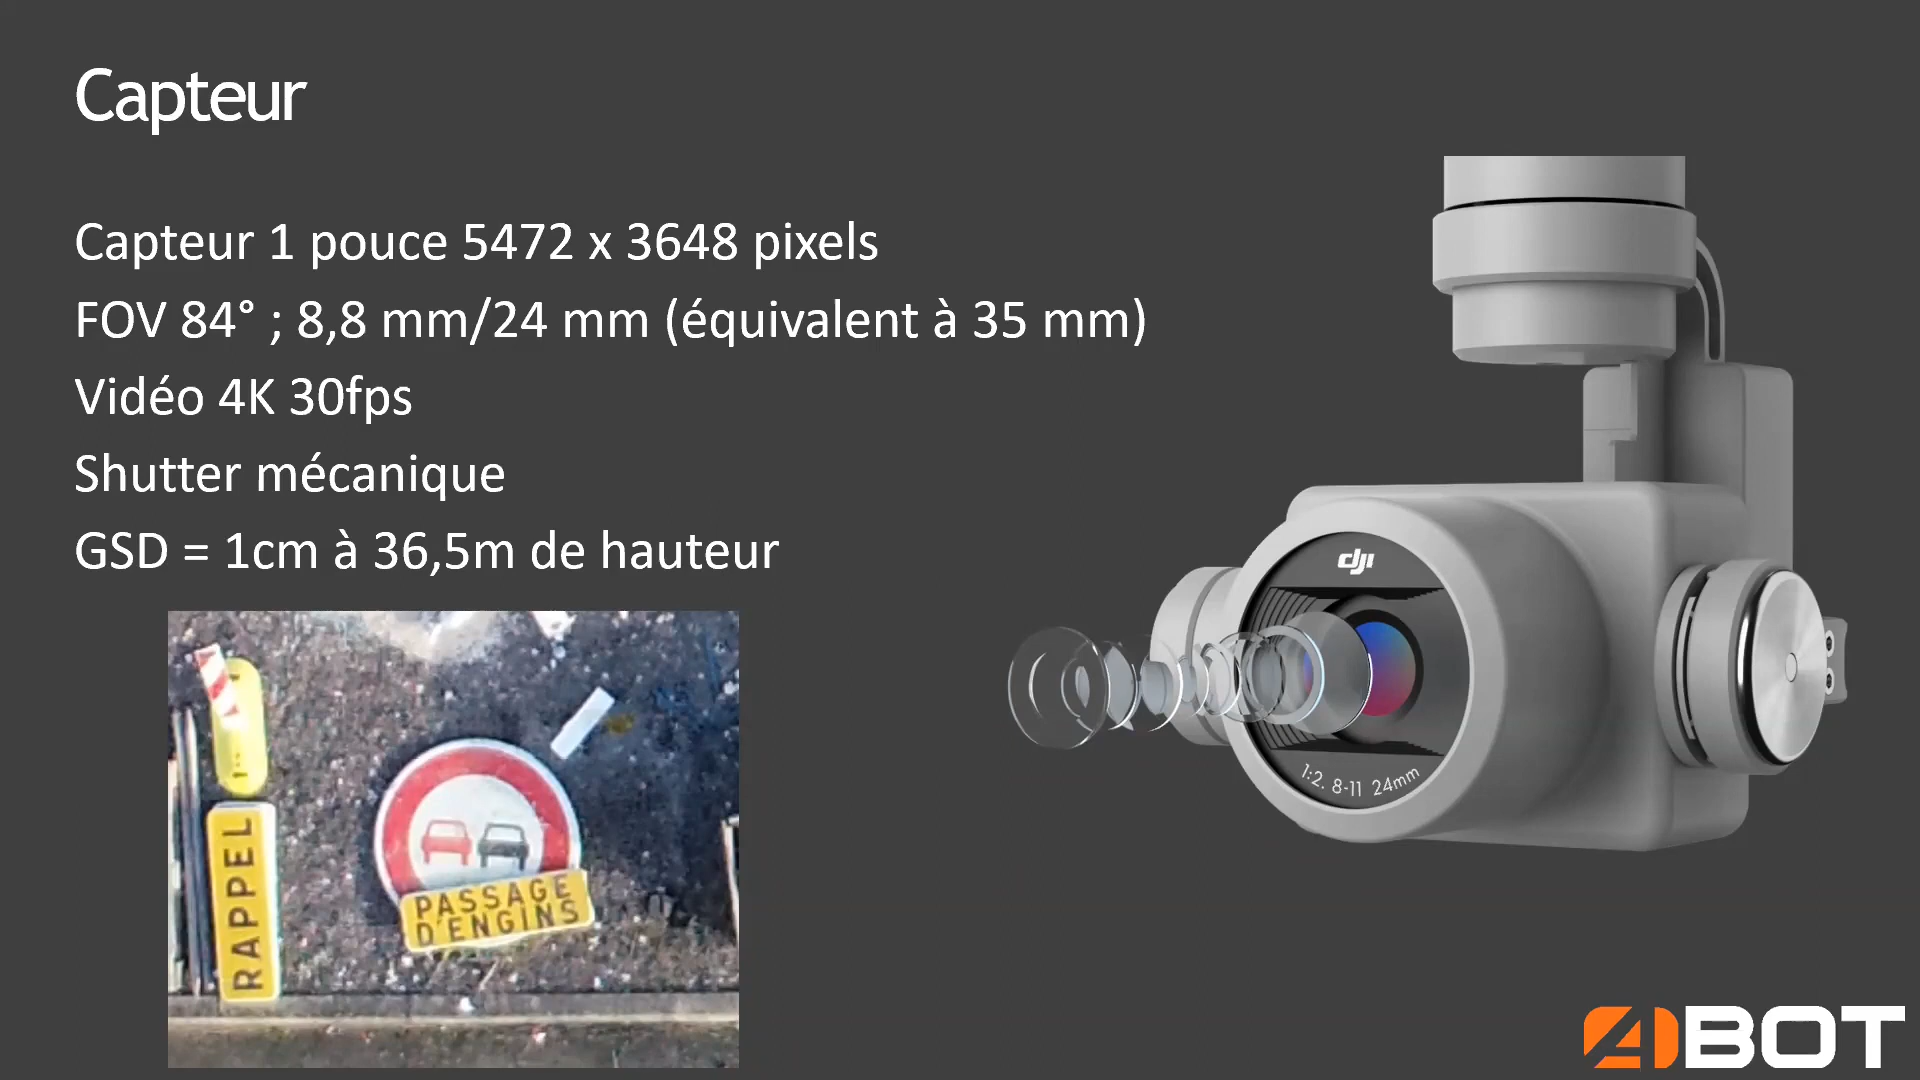 Capteur
Capteur 1 pouce 5472 x 3648 pixels
FOV 84° ; 8,8 mm/24 mm (équivalent à 35 mm)
Vidéo 4K 30fps
Shutter mécanique
GSD = 1cm à 36,5m de hauteur
dji
1:2. 8-11 24mm
RAPPEL
PASSAGE
D'ENGINS
4DBOT